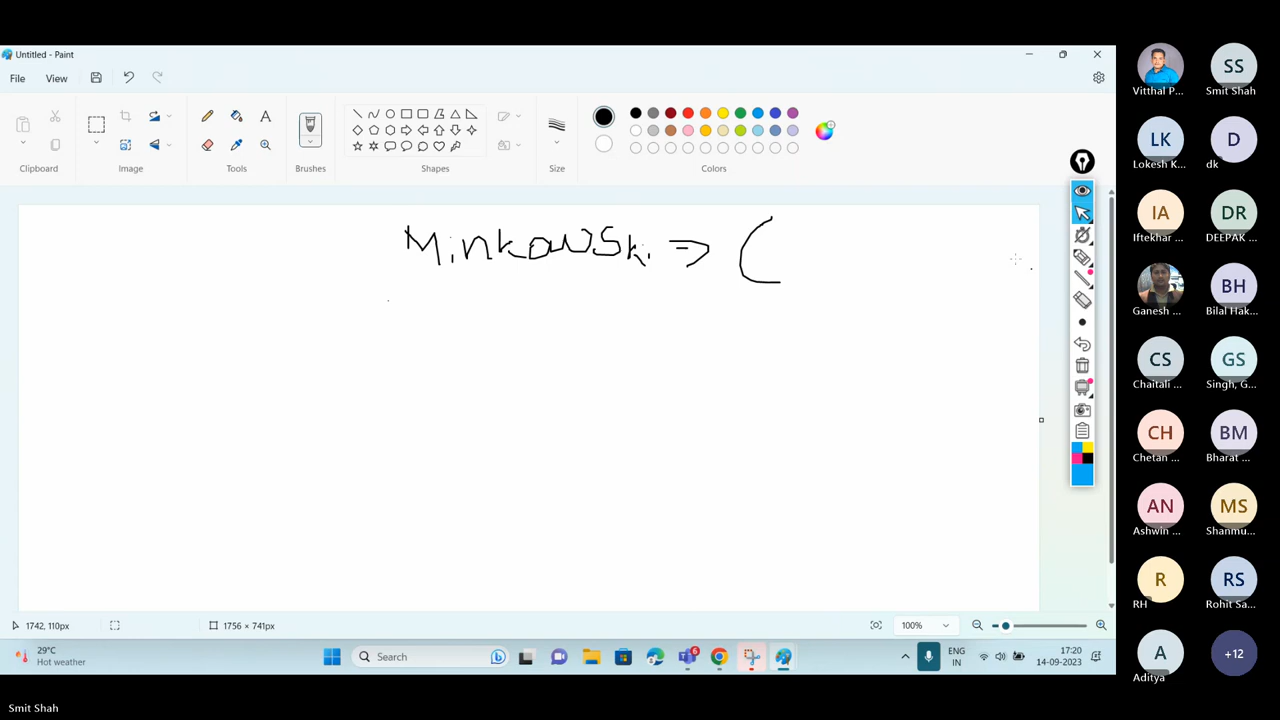 Untitled - Paint
File View
Clipboard Image Tools Brushes Shapes Size Colors
Minkowski => (
1742, 110px 1756 × 741px 100%
29°C
Hot weather
Search
6
ENG
IN
17:20
14-09-2023
Vitthal P... SS Smit Shah
LK Lokesh K... D dk
IA Iftekhar ... DR DEEPAK ...
Ganesh ... BH Bilal Hak...
CS Chaitali ... GS Singh, G...
CH Chetan ... BM Bharat ...
AN Ashwin ... MS Shanmu...
R RH RS Rohit Sa...
A Aditya +12
Smit Shah